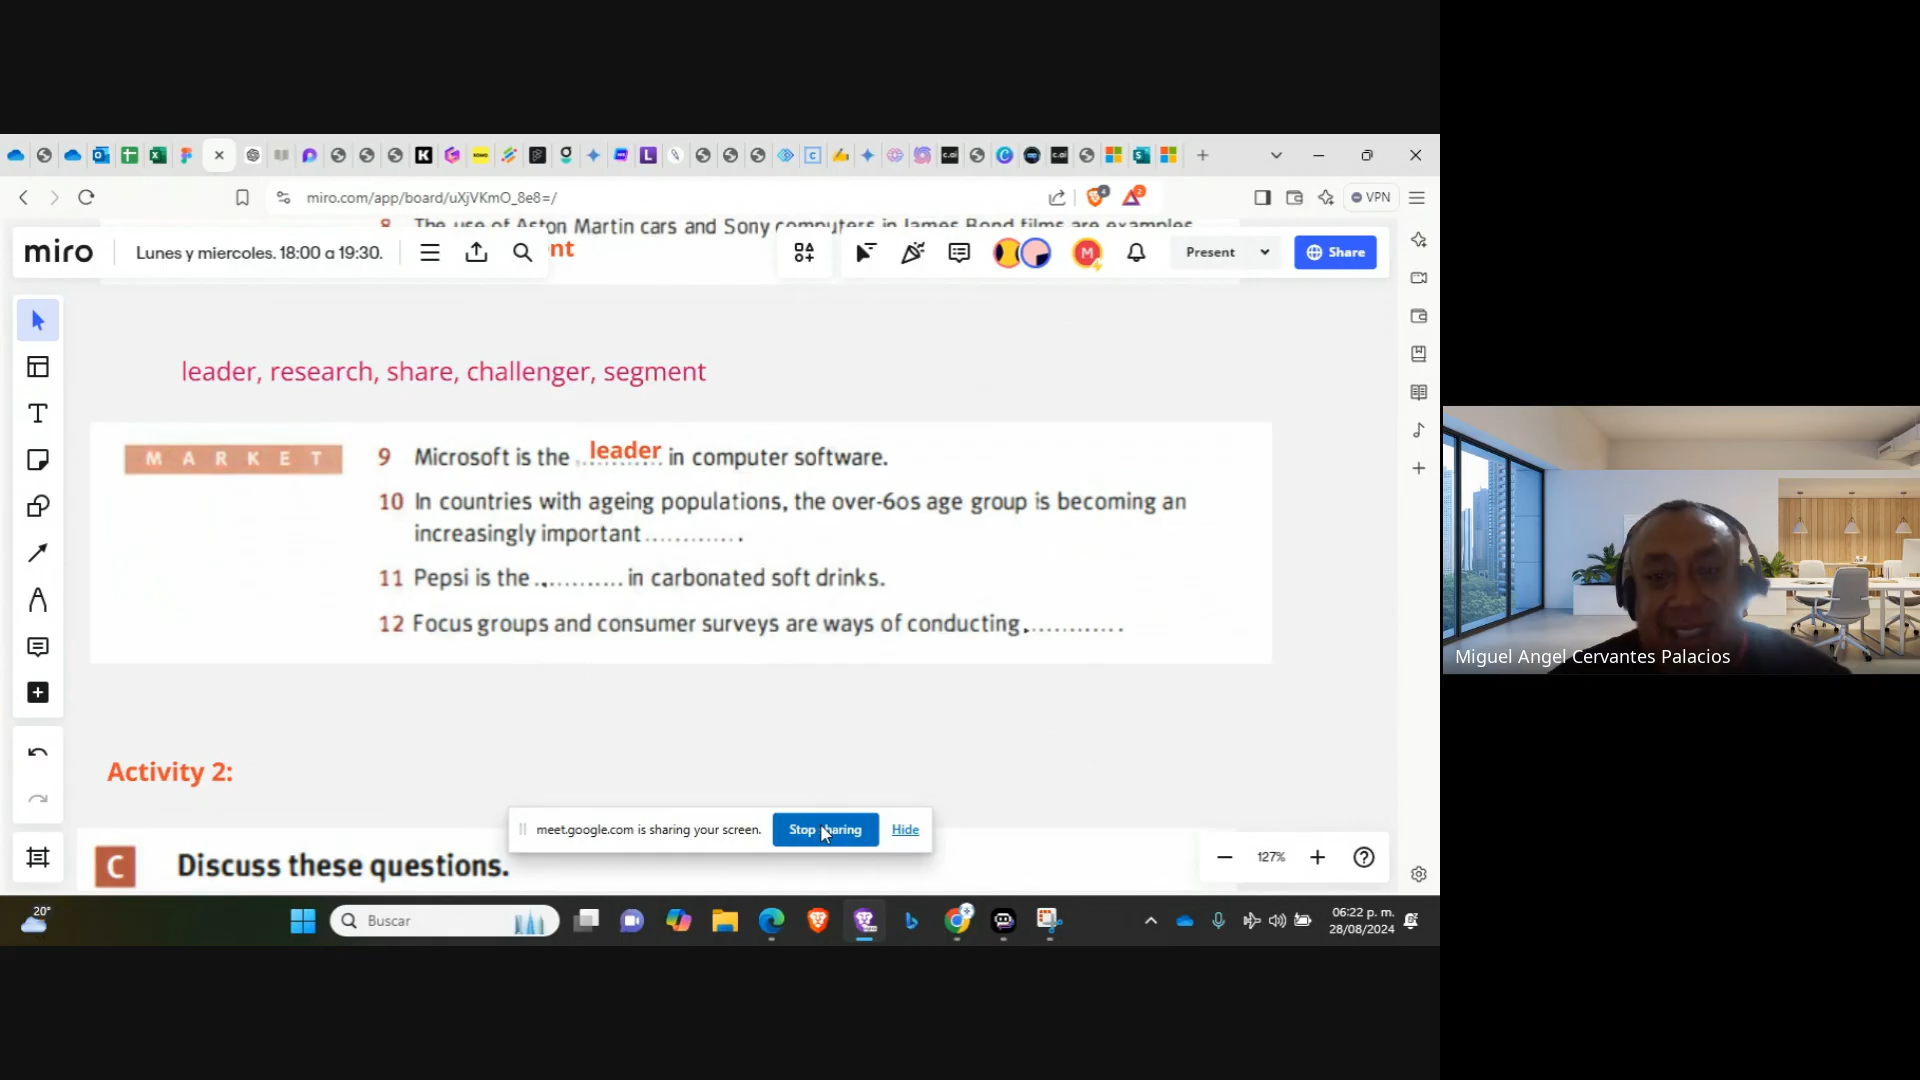 miro.com/app/board/uXjVKmO_8e8=/
VPN
8 The use of Aston Martin cars and Sony computers in James Bond films are examples
nt
miro
Lunes y miercoles. 18:00 a 19:30.
M
Present
Share
leader, research, share, challenger, segment
MARKET
9 Microsoft is the leader in computer software.
10 In countries with ageing populations, the over-60s age group is becoming an
increasingly important ............ .
11 Pepsi is the ............ in carbonated soft drinks.
12 Focus groups and consumer surveys are ways of conducting ............ .
Miguel Angel Cervantes Palacios
Activity 2:
meet.google.com is sharing your screen.
Stop sharing
Hide
127%
C Discuss these questions.
20°
Buscar
06:22 p. m.
28/08/2024